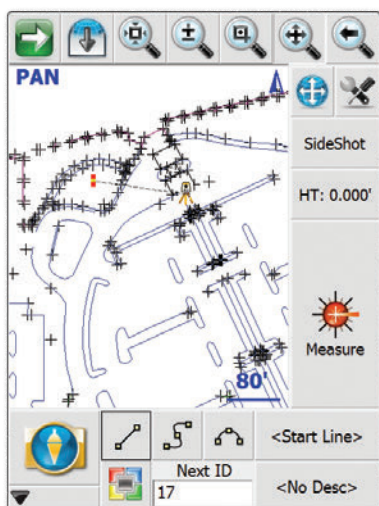 PAN
SideShot
HT: 0.000'
Measure
80'
<Start Line>
Next ID
17
<No Desc>